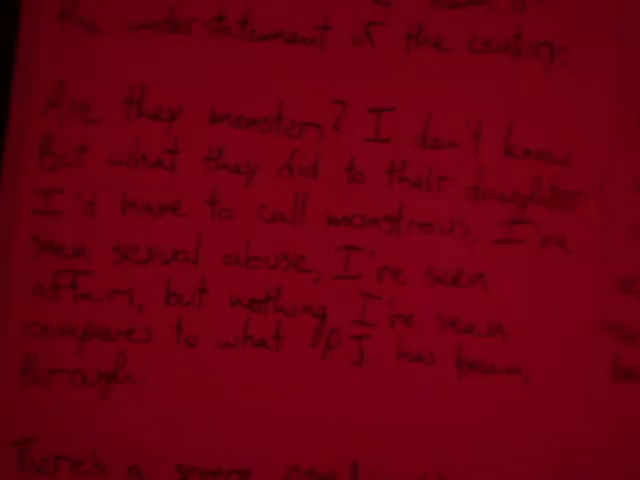 the understatement of the century.
Are they monsters? I don't know
But what they did to their daughter
I'd have to call monstrous. I've
seen sexual abuse, I've seen
affairs, but nothing I've seen
compares to what PJ has been
through.
There's a